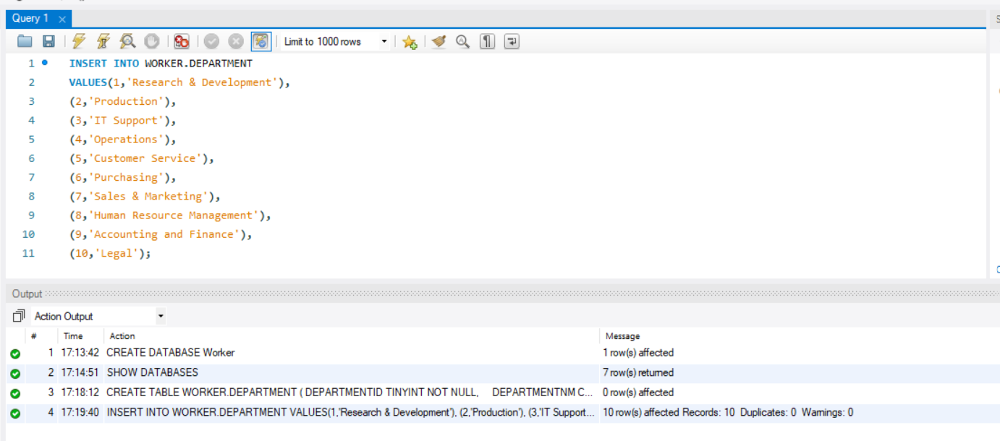 Query 1
Limit to 1000 rows
1 INSERT INTO WORKER.DEPARTMENT
2 VALUES(1,'Research & Development'),
3 (2,'Production'),
4 (3,'IT Support'),
5 (4,'Operations'),
6 (5,'Customer Service'),
7 (6,'Purchasing'),
8 (7,'Sales & Marketing'),
9 (8,'Human Resource Management'),
10 (9,'Accounting and Finance'),
11 (10,'Legal');
Output
Action Output
# Time Action Message
1 17:13:42 CREATE DATABASE Worker 1 row(s) affected
2 17:14:51 SHOW DATABASES 7 row(s) returned
3 17:18:12 CREATE TABLE WORKER.DEPARTMENT ( DEPARTMENTID TINYINT NOT NULL, DEPARTMENTNM C... 0 row(s) affected
4 17:19:40 INSERT INTO WORKER.DEPARTMENT VALUES(1,'Research & Development'), (2,'Production'), (3,'IT Support... 10 row(s) affected Records: 10 Duplicates: 0 Warnings: 0